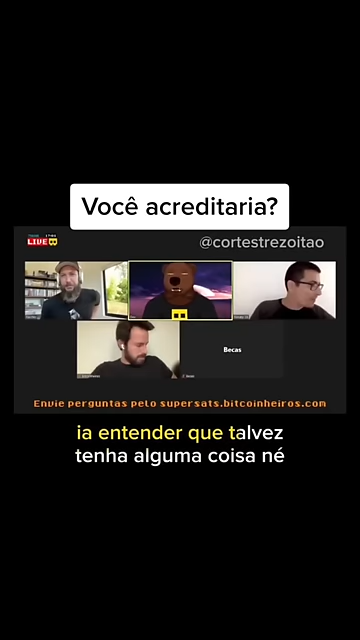 Você acreditaria?
LIVE
@cortestrezoitao
Becas
Envie perguntas pelo supersats.bitcoinheiros.com
ia entender que talvez
tenha alguma coisa né